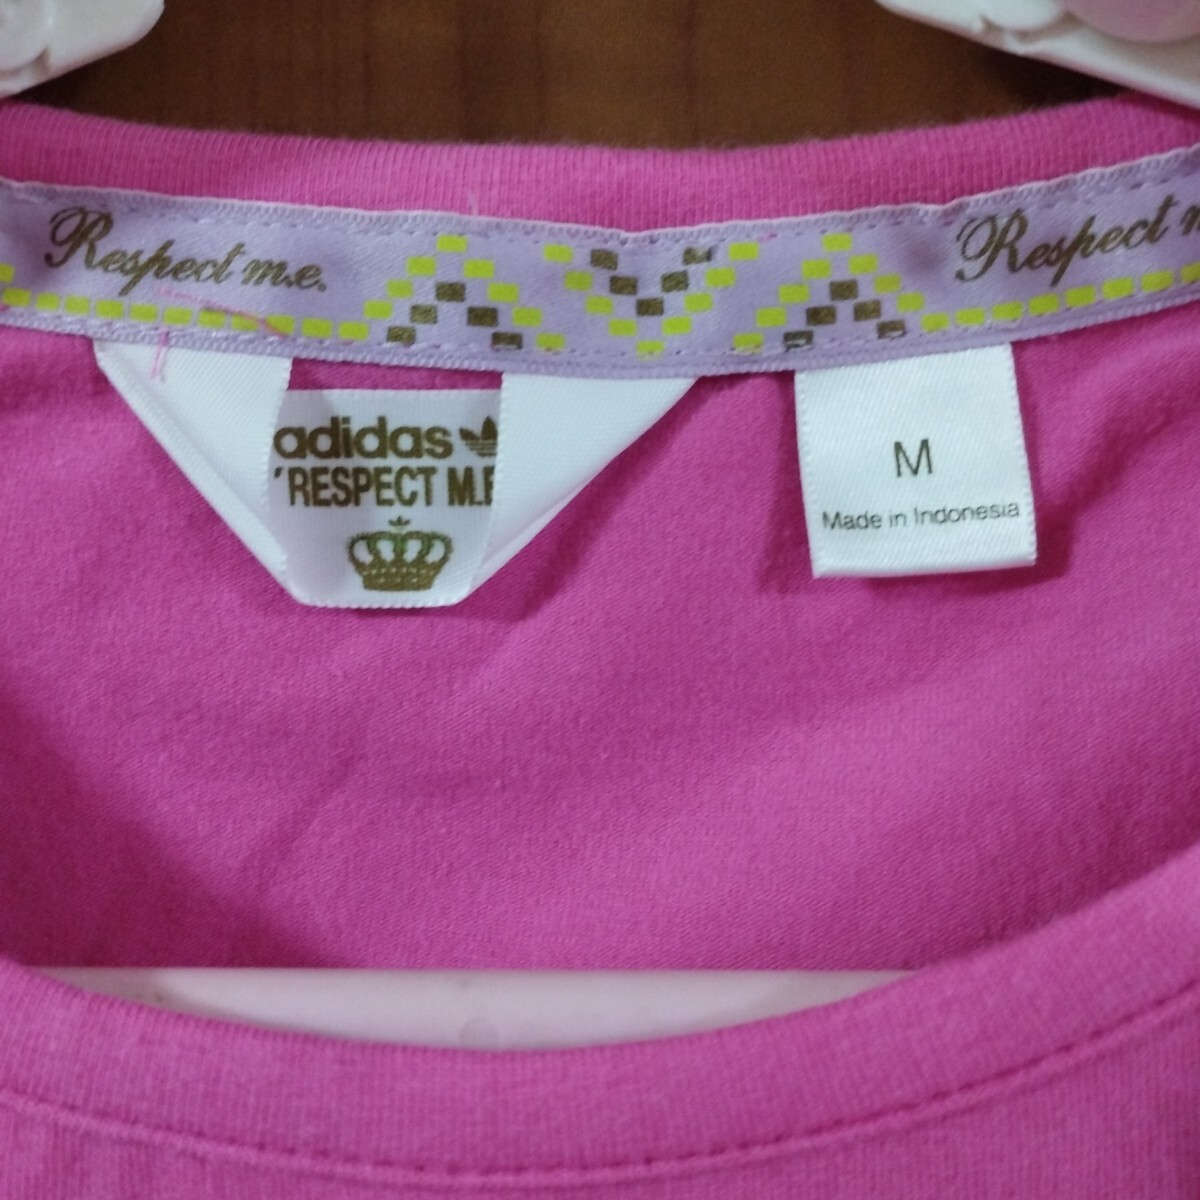 Respect m.e.
Respect
adidas
'RESPECT M.E
M
Made in Indonesia